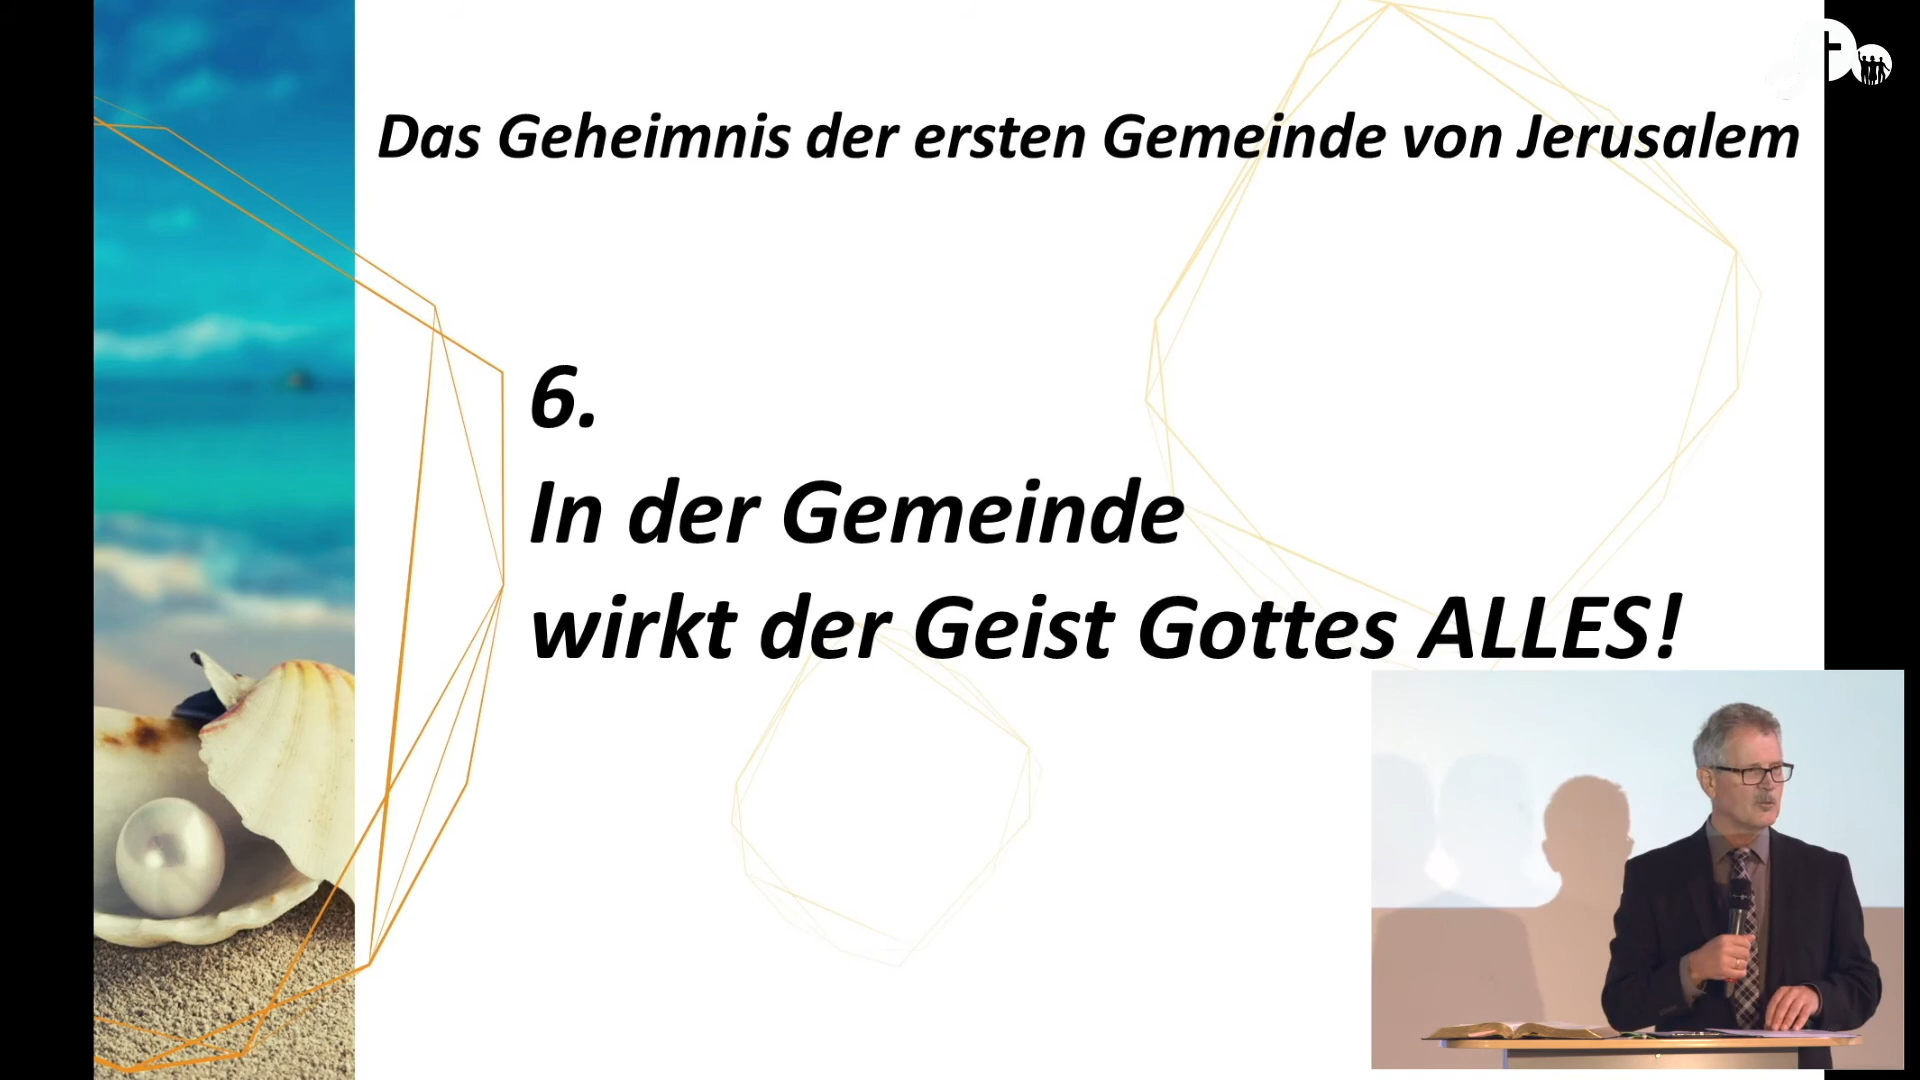 Das Geheimnis der ersten Gemeinde von Jerusalem
6.
In der Gemeinde
wirkt der Geist Gottes ALLES!